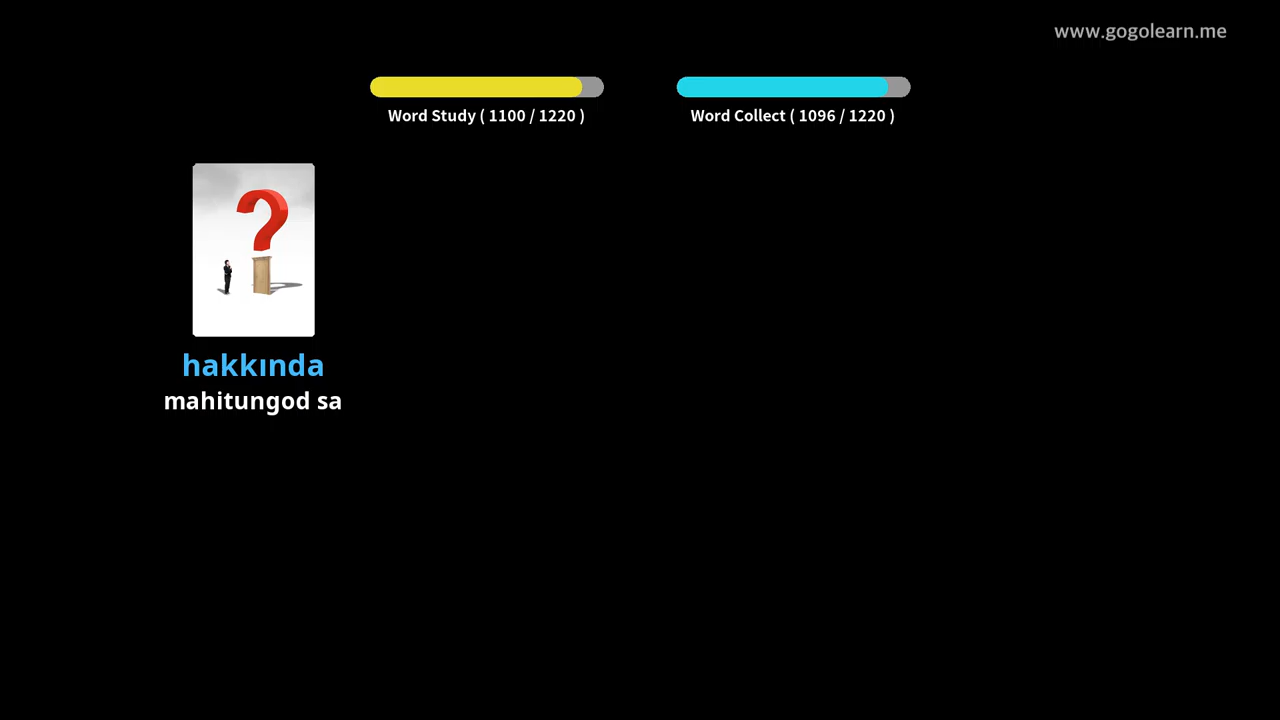 www.gogolearn.me
Word Study ( 1100 / 1220 )
Word Collect ( 1096 / 1220 )
hakkında
mahitungod sa